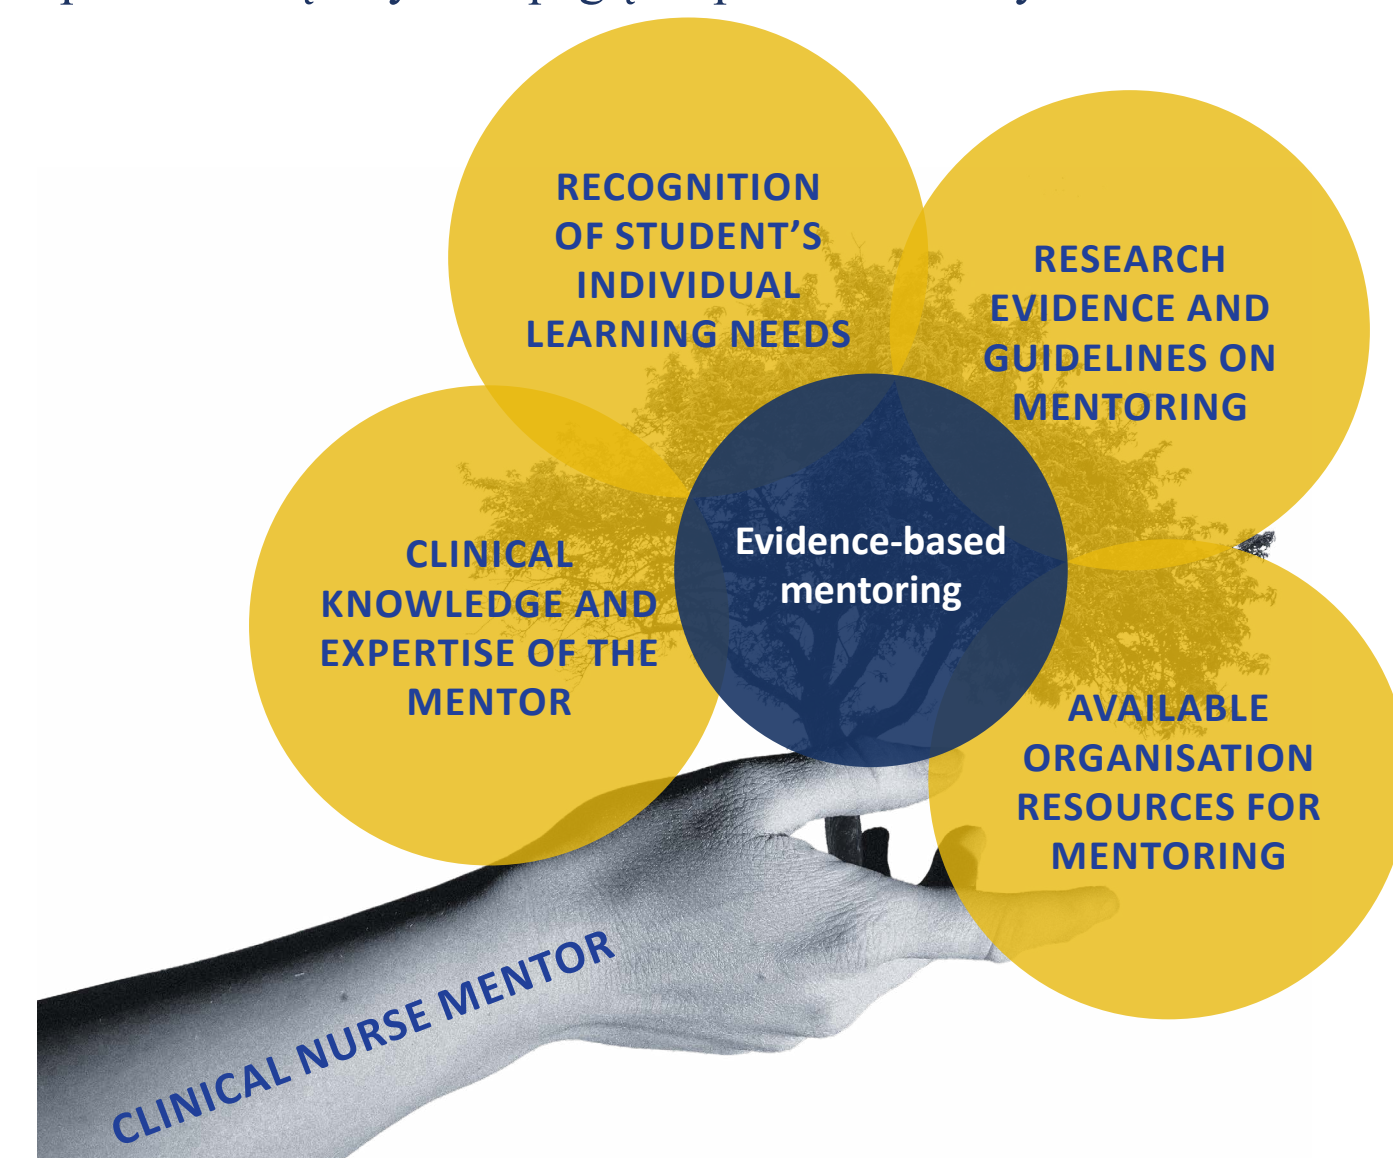 RECOGNITION
OF STUDENT’S
INDIVIDUAL
LEARNING NEEDS
RESEARCH
EVIDENCE AND
GUIDELINES ON
MENTORING
CLINICAL
KNOWLEDGE AND
EXPERTISE OF THE
MENTOR
Evidence-based
mentoring
AVAILABLE
ORGANISATION
RESOURCES FOR
MENTORING
CLINICAL NURSE MENTOR